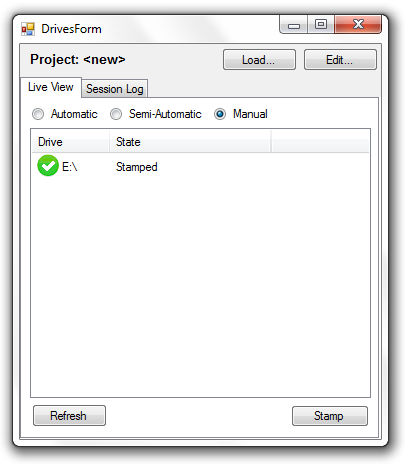 DrivesForm
Project: <new>
Load...
Edit...
Live View
Session Log
Automatic
Semi-Automatic
Manual
Drive
State
E:\
Stamped
Refresh
Stamp